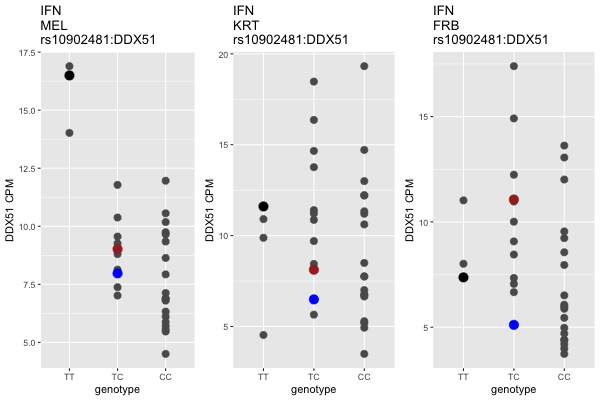 IFN
MEL
rs10902481:DDX51
17.5
15.0
12.5
10.0
7.5
5.0
DDX51 CPM
TT
TC
CC
genotype
IFN
KRT
rs10902481:DDX51
20
15
10
5
DDX51 CPM
TT
TC
CC
genotype
IFN
FRB
rs10902481:DDX51
15
10
5
DDX51 CPM
TT
TC
CC
genotype